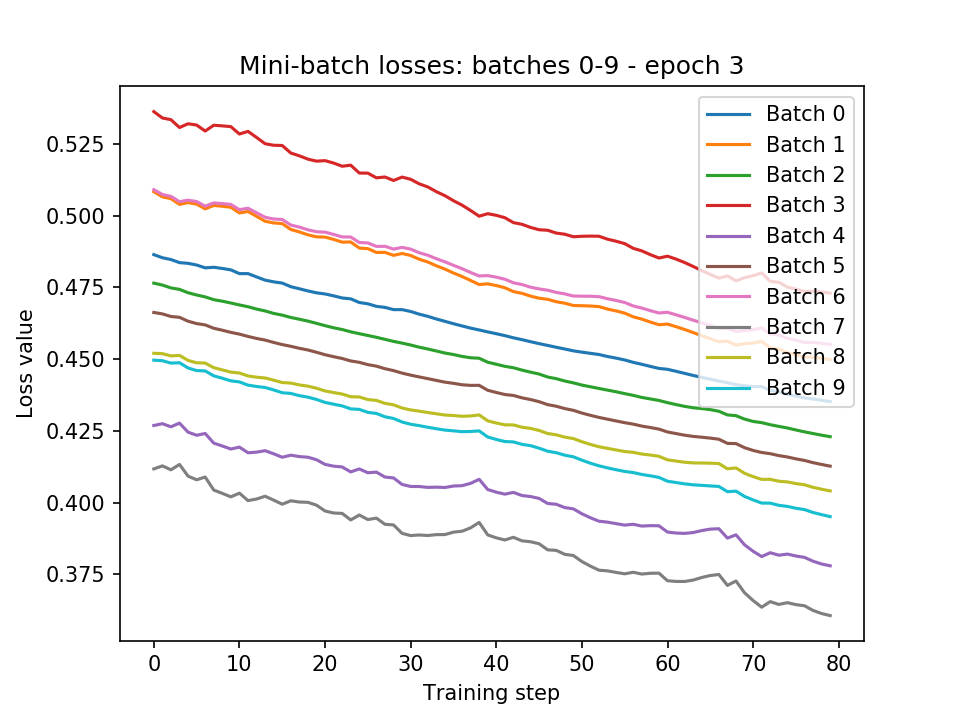 Mini-batch losses: batches 0-9 - epoch 3
Loss value
0.525
0.500
0.475
0.450
0.425
0.400
0.375
Batch 0
Batch 1
Batch 2
Batch 3
Batch 4
Batch 5
Batch 6
Batch 7
Batch 8
Batch 9
0 10 20 30 40 50 60 70 80
Training step